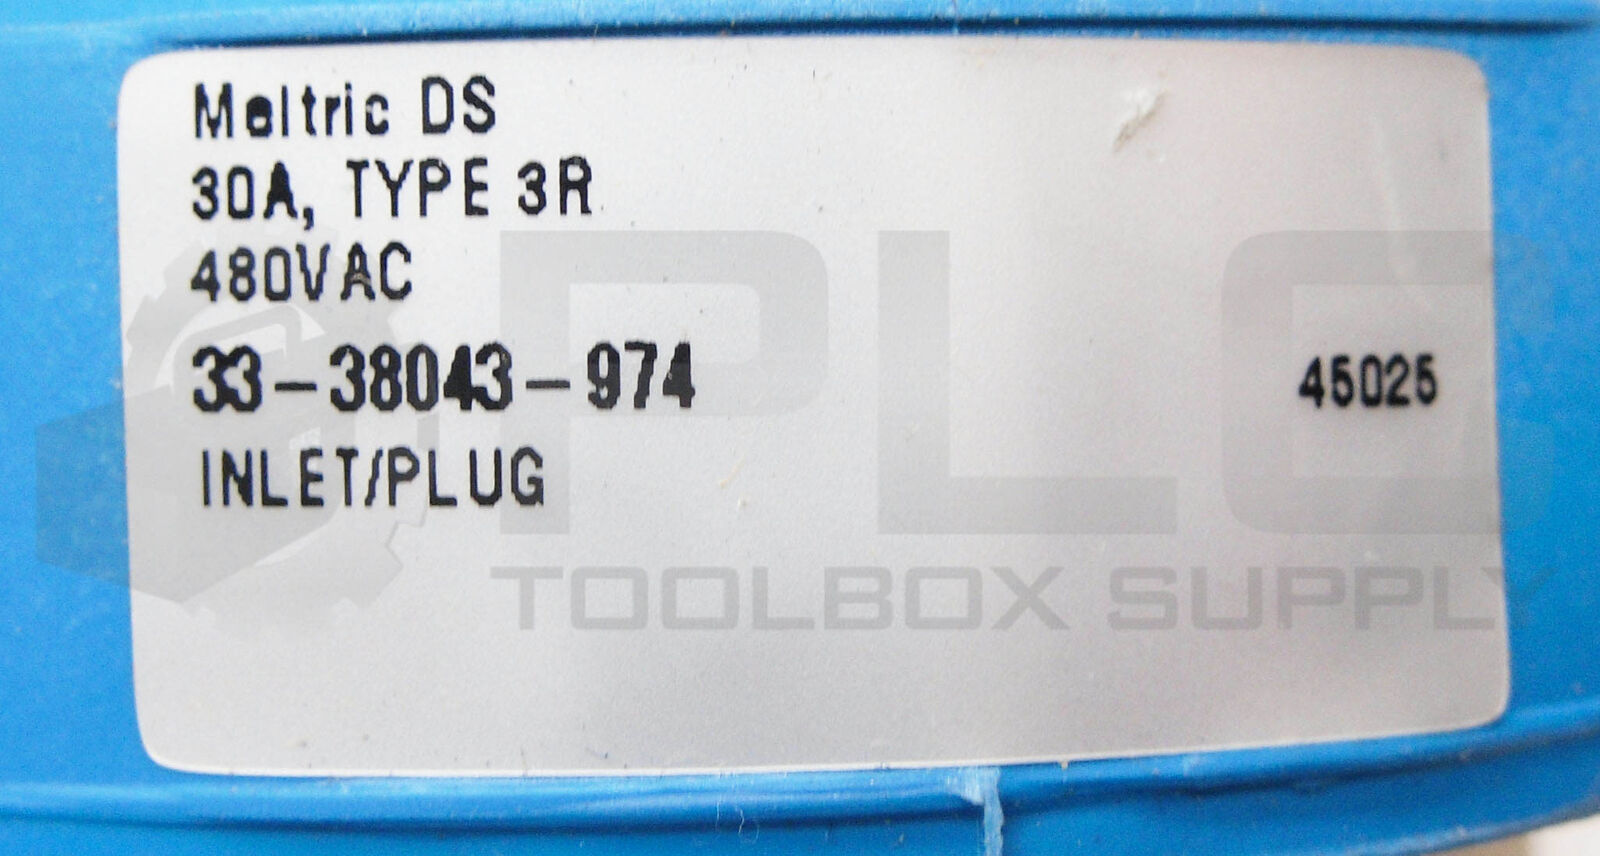 Meltric DS
30A, TYPE 3R
480VAC
33-38043-974
45025
INLET/PLUG
PLC
TOOLBOX SUPPLY